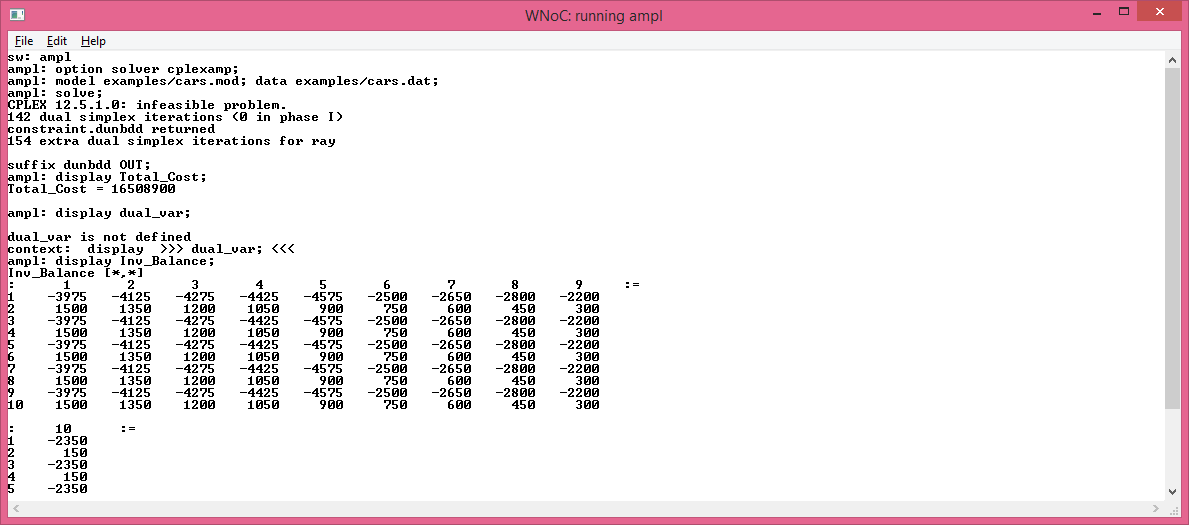 WNoC: running ampl
File Edit Help
sw: ampl
ampl: option solver cplexamp;
ampl: model examples/cars.mod; data examples/cars.dat;
ampl: solve;
CPLEX 12.5.1.0: infeasible problem.
142 dual simplex iterations (0 in phase I)
constraint.dunbdd returned
154 extra dual simplex iterations for ray
suffix dunbdd OUT;
ampl: display Total_Cost;
Total_Cost = 16508900
ampl: display dual_var;
dual_var is not defined
context:  display  >>> dual_var; <<<
ampl: display Inv_Balance;
Inv_Balance [*,*]
:     1     2     3     4     5     6     7     8     9    :=
1   -3975 -4125 -4275 -4425 -4575 -2500 -2650 -2800 -2200
2    1500  1350  1200  1050   900   750   600   450   300
3   -3975 -4125 -4275 -4425 -4575 -2500 -2650 -2800 -2200
4    1500  1350  1200  1050   900   750   600   450   300
5   -3975 -4125 -4275 -4425 -4575 -2500 -2650 -2800 -2200
6    1500  1350  1200  1050   900   750   600   450   300
7   -3975 -4125 -4275 -4425 -4575 -2500 -2650 -2800 -2200
8    1500  1350  1200  1050   900   750   600   450   300
9   -3975 -4125 -4275 -4425 -4575 -2500 -2650 -2800 -2200
10   1500  1350  1200  1050   900   750   600   450   300
:    10    :=
1   -2350
2     150
3   -2350
4     150
5   -2350